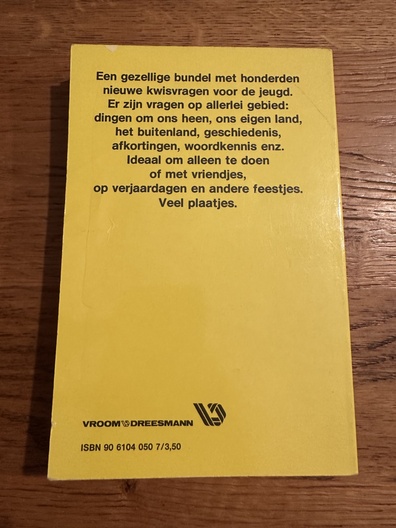 Een gezellige bundel met honderden
nieuwe kwisvragen voor de jeugd.
Er zijn vragen op allerlei gebied:
dingen om ons heen, ons eigen land,
het buitenland, geschiedenis,
afkortingen, woordkennis enz.
Ideaal om alleen te doen
of met vriendjes,
op verjaardagen en andere feestjes.
Veel plaatjes.
VROOM & DREESMANN
ISBN 90 6104 050 7/3,50